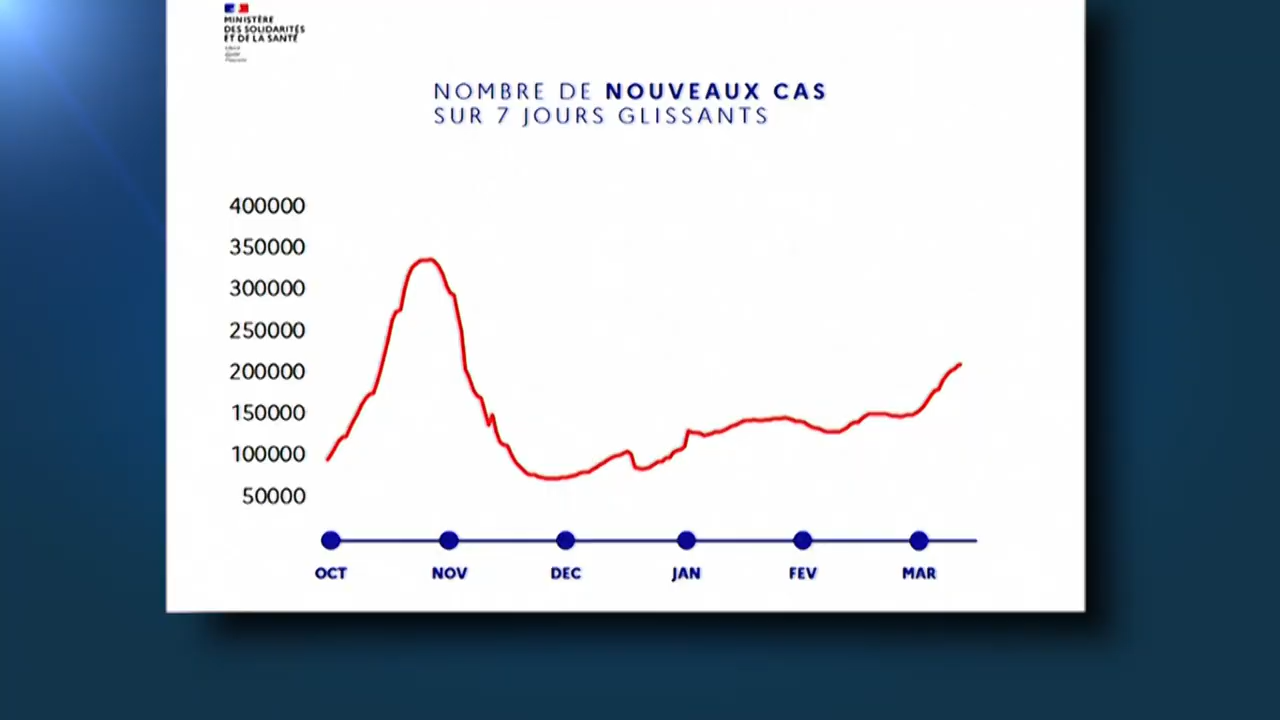 MINISTÈRE
DES SOLIDARITÉS
ET DE LA SANTÉ
NOMBRE DE NOUVEAUX CAS
SUR 7 JOURS GLISSANTS
400000
350000
300000
250000
200000
150000
100000
50000
OCT NOV DEC JAN FEV MAR